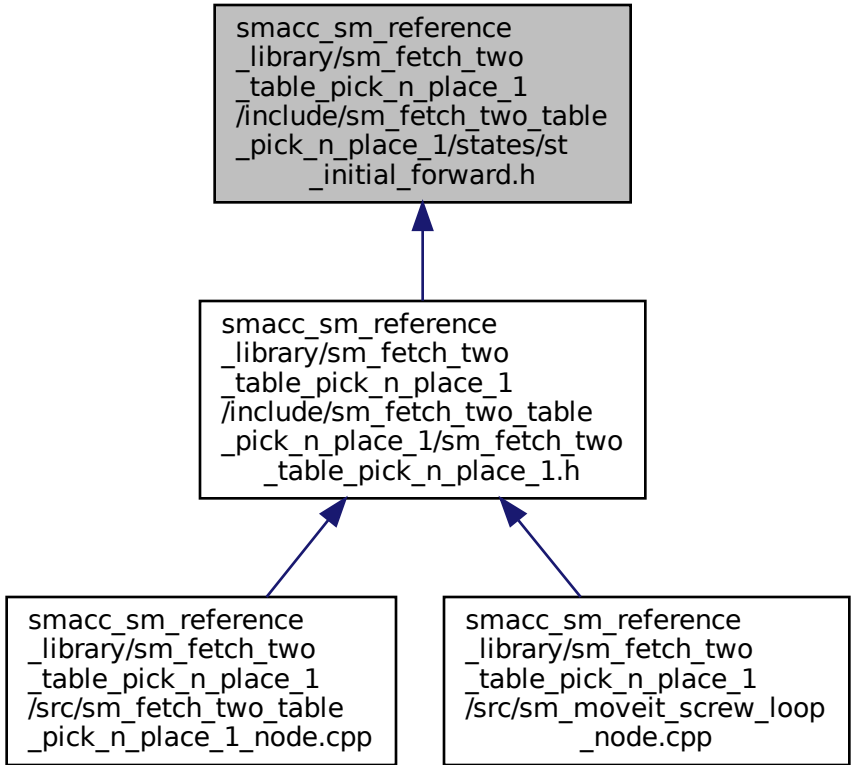 smacc_sm_reference
_library/sm_fetch_two
_table_pick_n_place_1
/include/sm_fetch_two_table
_pick_n_place_1/states/st
_initial_forward.h
smacc_sm_reference
_library/sm_fetch_two
_table_pick_n_place_1
/include/sm_fetch_two_table
_pick_n_place_1/sm_fetch_two
_table_pick_n_place_1.h
smacc_sm_reference
_library/sm_fetch_two
_table_pick_n_place_1
/src/sm_fetch_two_table
_pick_n_place_1_node.cpp
smacc_sm_reference
_library/sm_fetch_two
_table_pick_n_place_1
/src/sm_moveit_screw_loop
_node.cpp